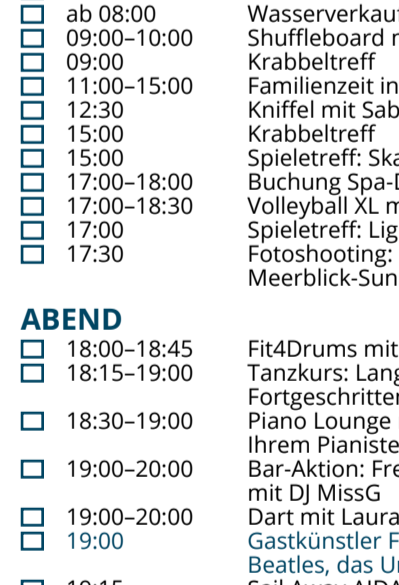 ab 08:00 Wasserverkauf
09:00–10:00 Shuffleboard
09:00 Krabbeltreff
11:00–15:00 Familienzeit in
12:30 Kniffel mit Sab
15:00 Krabbeltreff
15:00 Spieletreff: Ska
17:00–18:00 Buchung Spa-
17:00–18:30 Volleyball XL
17:00 Spieletreff: Lig
17:30 Fotoshooting:
Meerblick-Sun
ABEND
18:00–18:45 Fit4Drums mit
18:15–19:00 Tanzkurs: Lang
Fortgeschritten
18:30–19:00 Piano Lounge
Ihrem Pianiste
19:00–20:00 Bar-Aktion: Fre
mit DJ MissG
19:00–20:00 Dart mit Laura
19:00 Gastkünstler F
Beatles, das Un